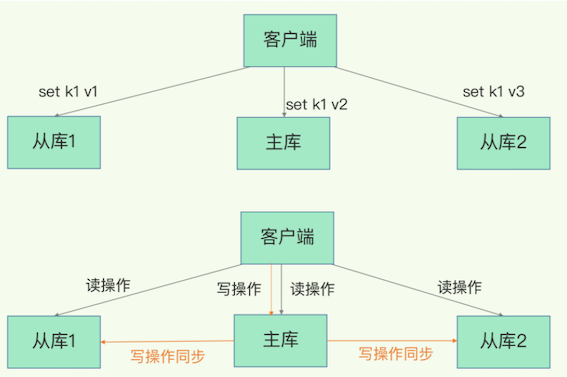 客户端
set k1 v1
set k1 v2
set k1 v3
从库1
主库
从库2
客户端
读操作
写操作
读操作
读操作
从库1
主库
从库2
写操作同步
写操作同步